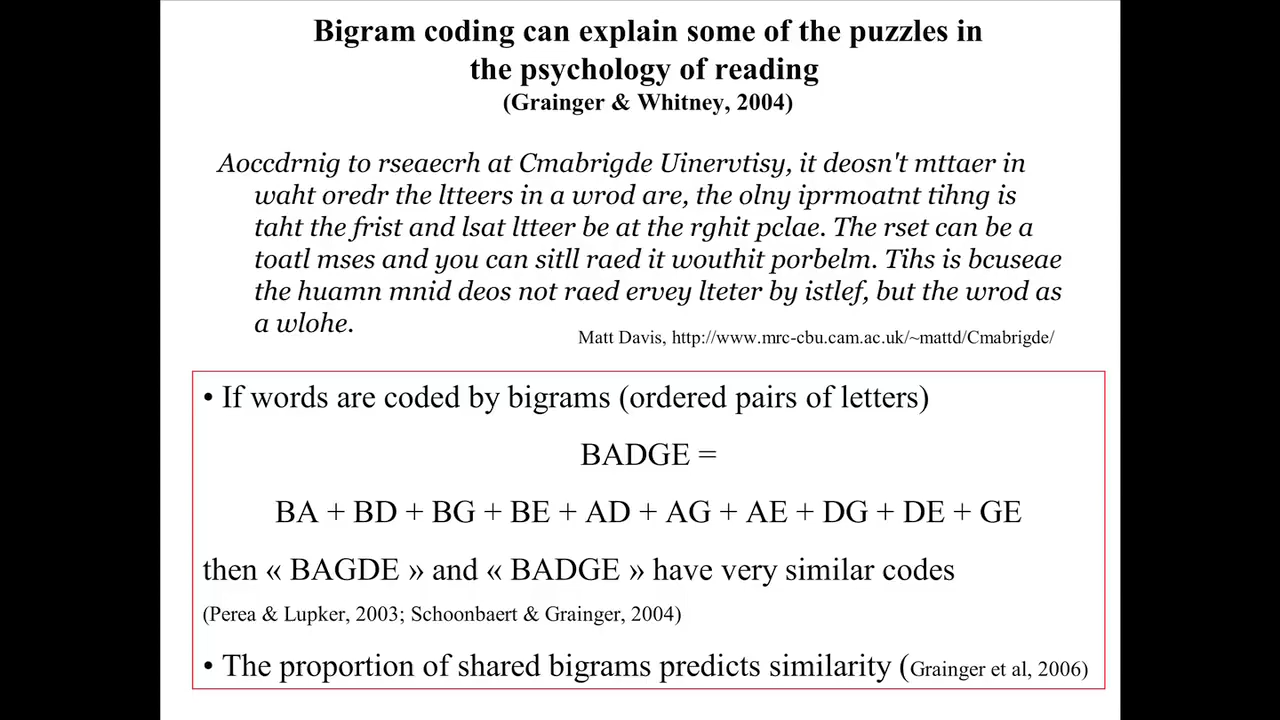 Bigram coding can explain some of the puzzles in
the psychology of reading
(Grainger & Whitney, 2004)
Aoccdrnig to rseaecrh at Cmabrigde Uinervtisy, it deosn't mttaer in
waht oredr the ltteers in a wrod are, the olny iprmoatnt tihng is
taht the frist and lsat ltteer be at the rghit pclae. The rset can be a
toatl mses and you can sitll raed it wouthit porbelm. Tihs is bcuseae
the huamn mnid deos not raed ervey lteter by istlef, but the wrod as
a wlohe.
Matt Davis, http://www.mrc-cbu.cam.ac.uk/~mattd/Cmabrigde/
• If words are coded by bigrams (ordered pairs of letters)
BADGE =
BA + BD + BG + BE + AD + AG + AE + DG + DE + GE
then « BAGDE » and « BADGE » have very similar codes
(Perea & Lupker, 2003; Schoonbaert & Grainger, 2004)
• The proportion of shared bigrams predicts similarity (Grainger et al, 2006)